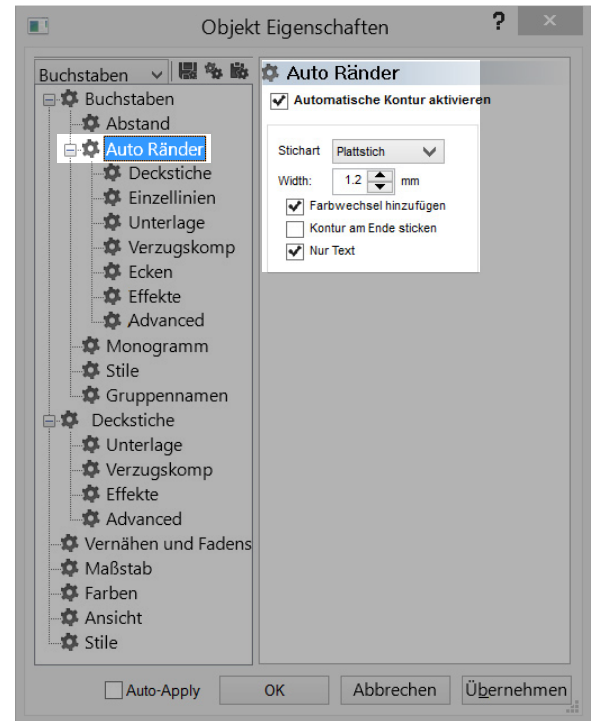 Objekt Eigenschaften
?
Buchstaben
Buchstaben
Abstand
Auto Ränder
Deckstiche
Einzellinien
Unterlage
Verzugskomp
Ecken
Effekte
Advanced
Monogramm
Stile
Gruppennamen
Deckstiche
Unterlage
Verzugskomp
Effekte
Advanced
Vernähen und Fadens
Maßstab
Farben
Ansicht
Stile
Auto Ränder
Automatische Kontur aktivieren
Stichart Plattstich
Width: 1.2 mm
Farbwechsel hinzufügen
Kontur am Ende sticken
Nur Text
Auto-Apply OK Abbrechen Übernehmen